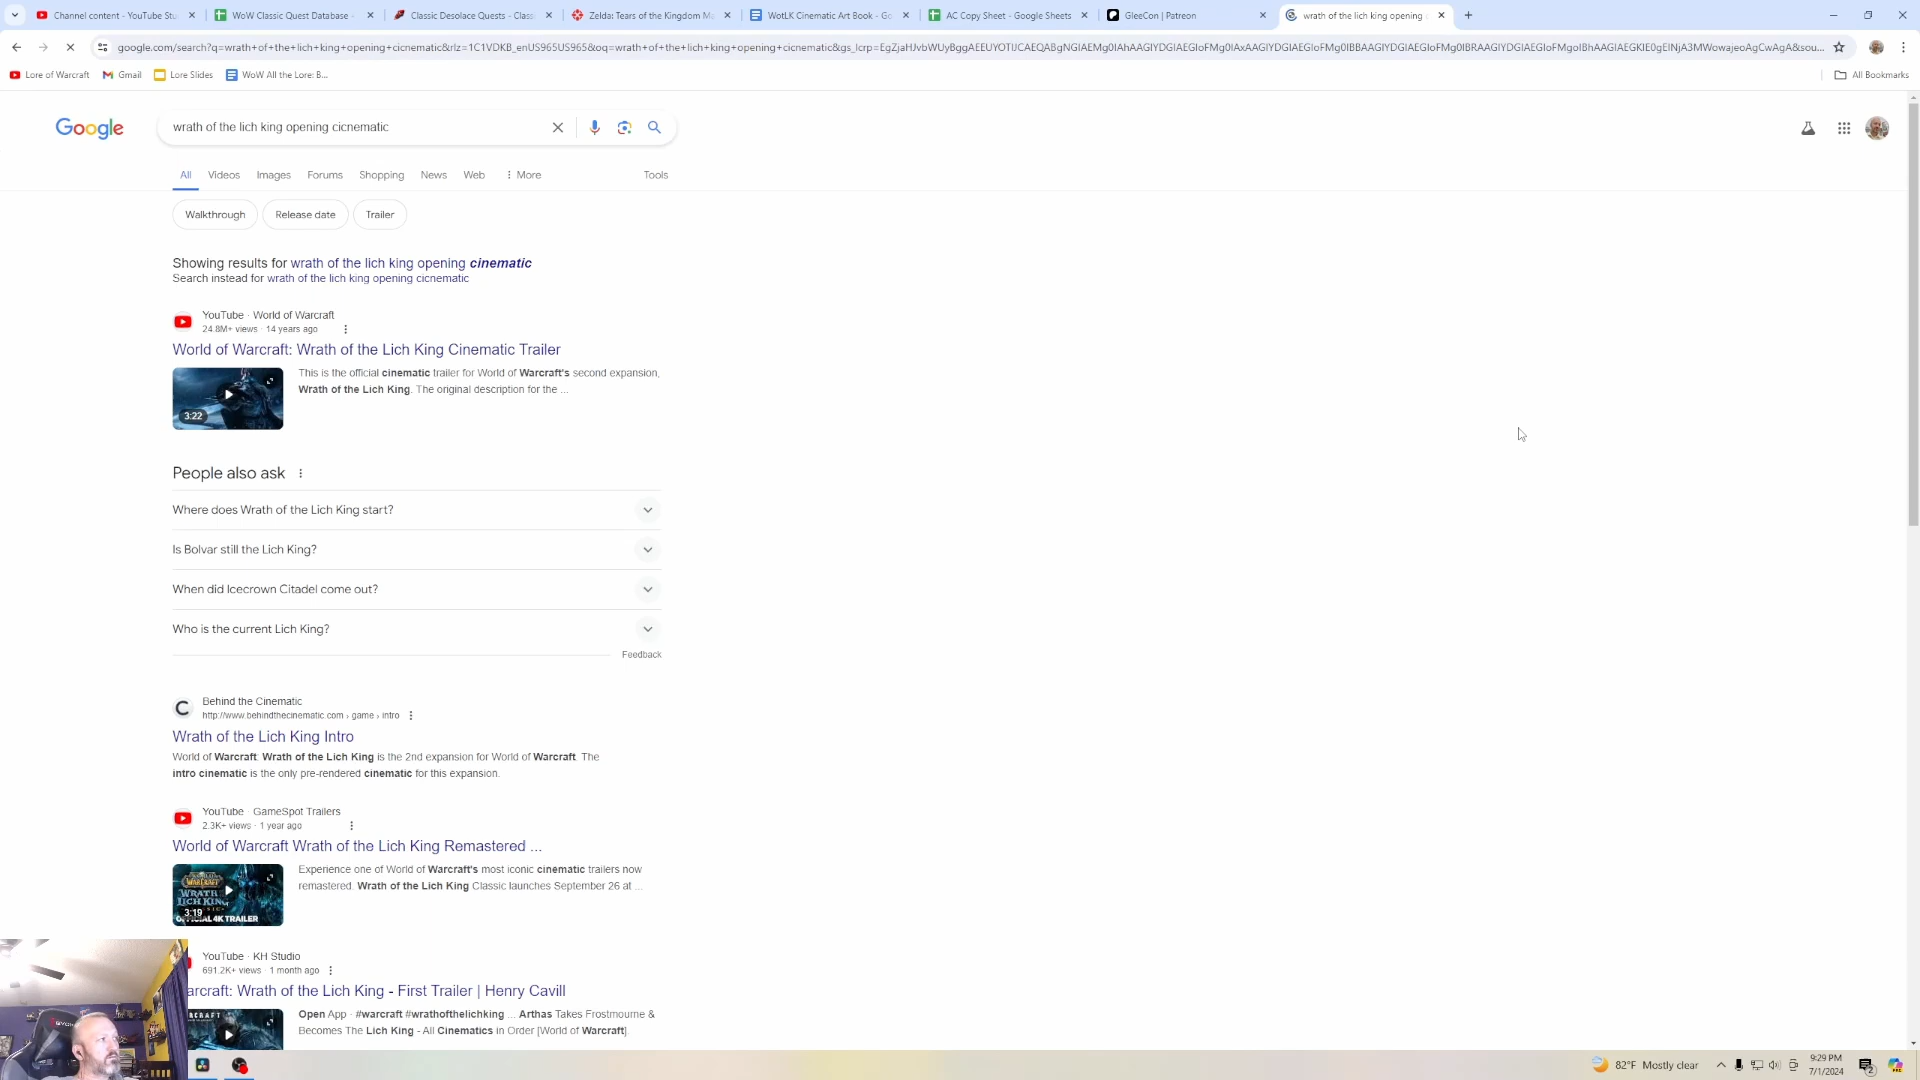 Channel content - YouTube Stu
WoW Classic Quest Database -
Classic Desolace Quests - Class
Zelda: Tears of the Kingdom M
WotLK Cinematic Art Book - Go
AC Copy Sheet - Google Sheets
GleeCon | Patreon
wrath of the lich king opening
Lore of Warcraft
Gmail
Lore Slides
WoW All the Lore: B...
All Bookmarks
Google
wrath of the lich king opening cicnematic
All
Videos
Images
Forums
Shopping
News
Web
More
Tools
Walkthrough
Release date
Trailer
Showing results for wrath of the lich king opening cinematic
Search instead for wrath of the lich king opening cicnematic
YouTube · World of Warcraft
24.8M+ views · 14 years ago
World of Warcraft: Wrath of the Lich King Cinematic Trailer
This is the official cinematic trailer for World of Warcraft's second expansion,
Wrath of the Lich King. The original description for the ...
3:22
People also ask
Where does Wrath of the Lich King start?
Is Bolvar still the Lich King?
When did Icecrown Citadel come out?
Who is the current Lich King?
Feedback
Behind the Cinematic
http://www.behindthecinematic.com › game › intro
Wrath of the Lich King Intro
World of Warcraft: Wrath of the Lich King is the 2nd expansion for World of Warcraft. The
intro cinematic is the only pre-rendered cinematic for this expansion.
YouTube · GameSpot Trailers
2.3K+ views · 1 year ago
World of Warcraft Wrath of the Lich King Remastered ...
Experience one of World of Warcraft's most iconic cinematic trailers now
remastered. Wrath of the Lich King Classic launches September 26 at ...
WARCRAFT
WRATH
LICH KING
3:19
4K TRAILER
YouTube · KH Studio
691.2K+ views · 1 month ago
arcraft: Wrath of the Lich King - First Trailer | Henry Cavill
Open App · #warcraft #wrathofthelichking ... Arthas Takes Frostmourne &
Becomes The Lich King - All Cinematics in Order [World of Warcraft].
82°F Mostly clear
9:29 PM
7/1/2024